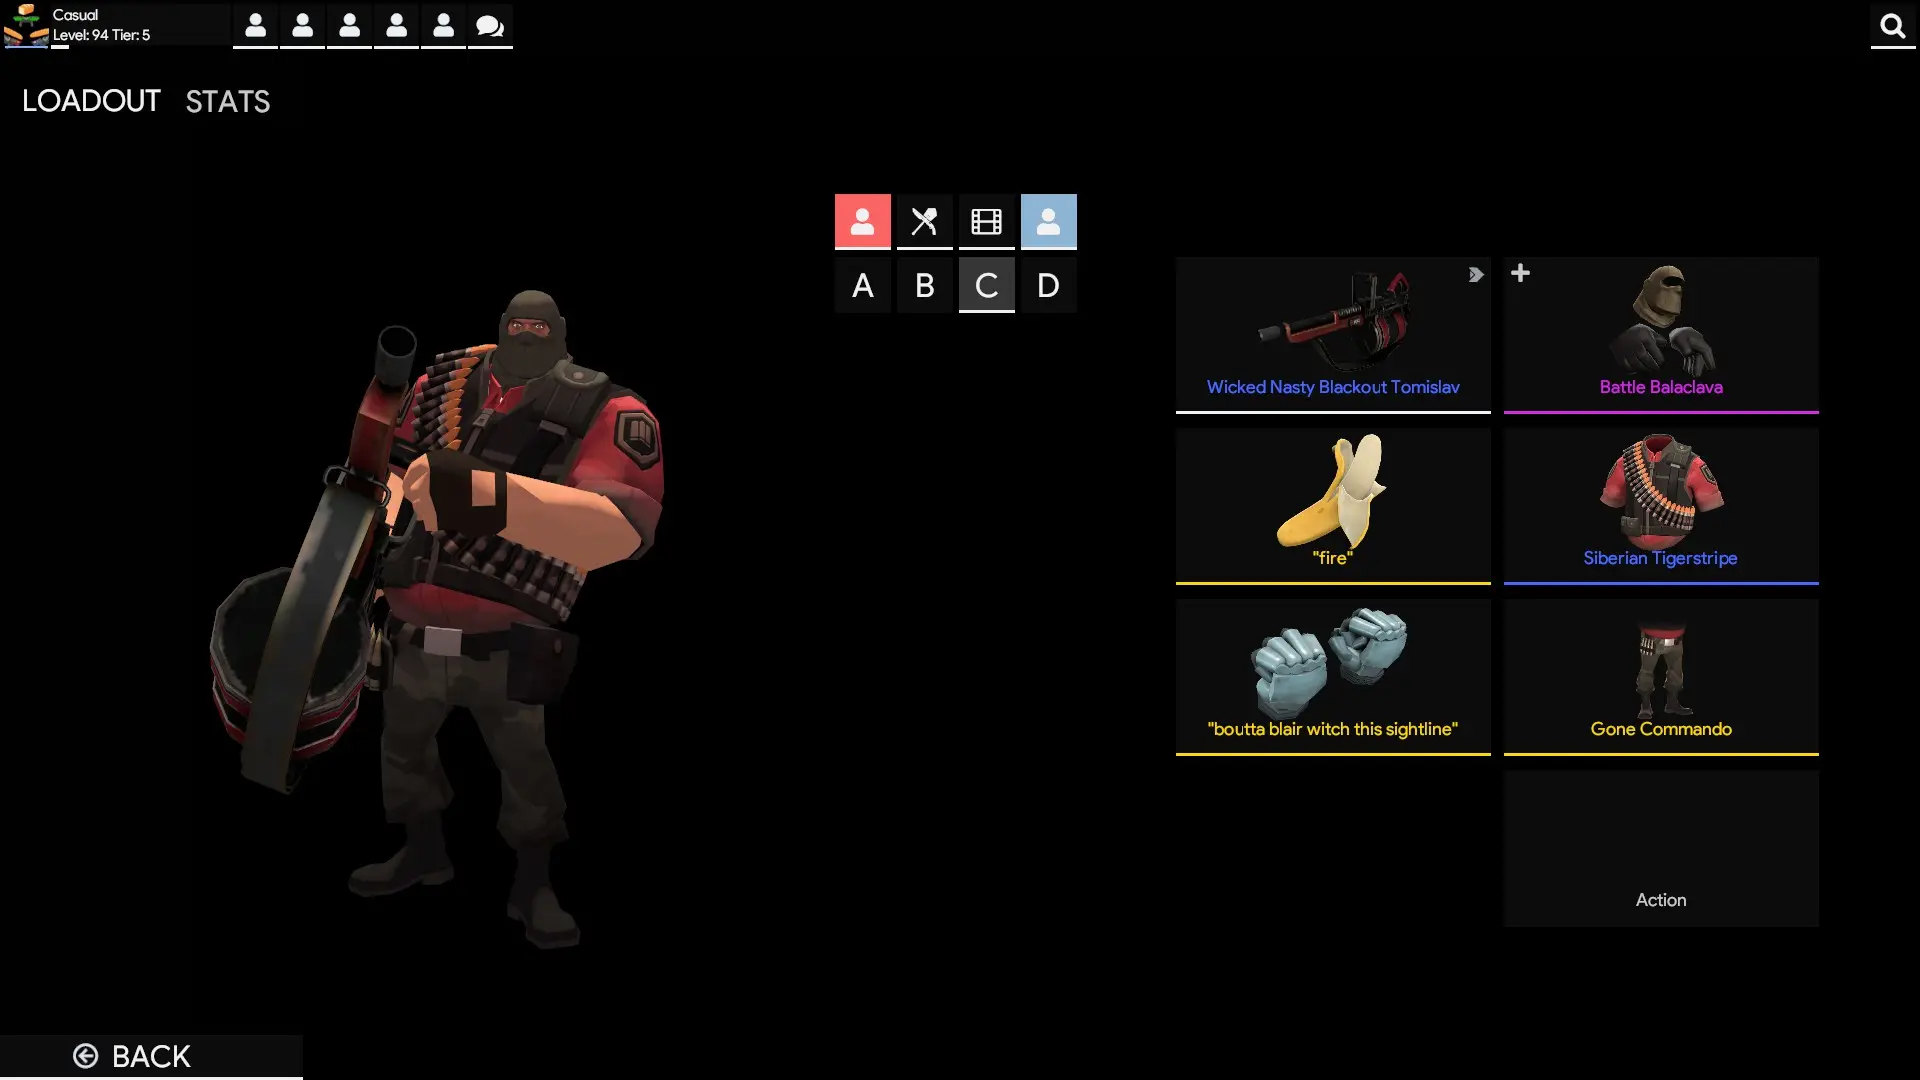 Casual
Level: 94 Tier: 5
LOADOUT STATS
A B C D
Wicked Nasty Blackout Tomislav
Battle Balaclava
"fire"
Siberian Tigerstripe
"boutta blair witch this sightline"
Gone Commando
Action
BACK